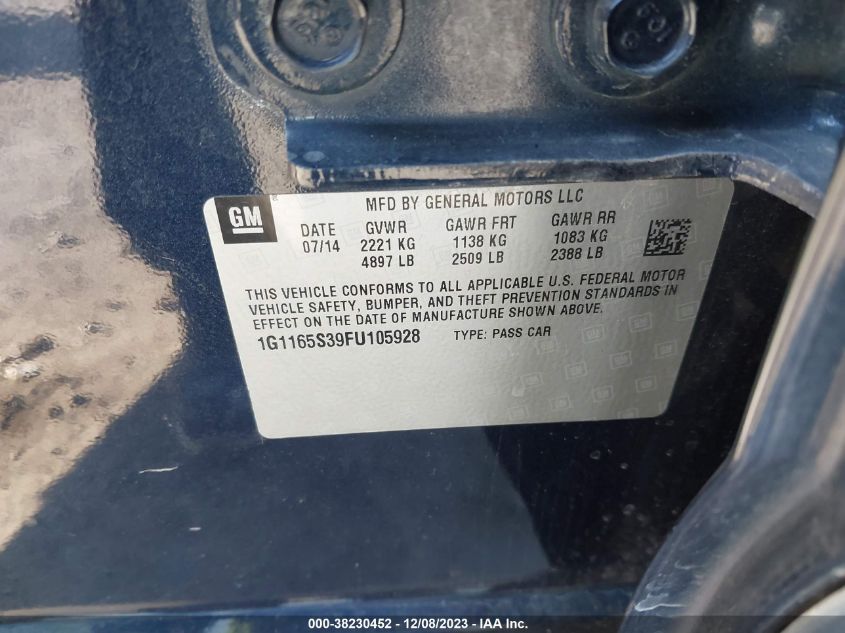 GM
MFD BY GENERAL MOTORS LLC
DATE GVWR GAWR FRT GAWR RR
07/14 2221 KG 1138 KG 1083 KG
4897 LB 2509 LB 2388 LB
THIS VEHICLE CONFORMS TO ALL APPLICABLE U.S. FEDERAL MOTOR
VEHICLE SAFETY, BUMPER, AND THEFT PREVENTION STANDARDS IN
EFFECT ON THE DATE OF MANUFACTURE SHOWN ABOVE.
1G1165S39FU105928 TYPE: PASS CAR
000-38230452 - 12/08/2023 - IAA Inc.